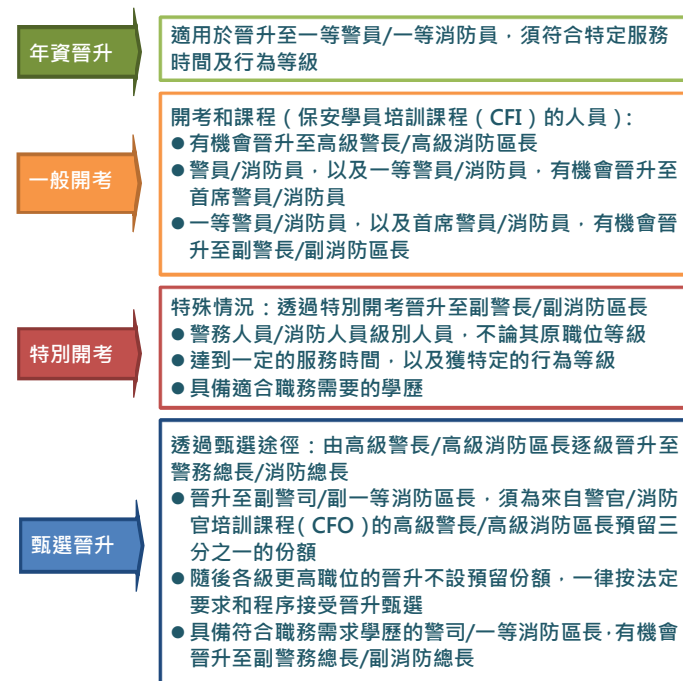 年資晉升
適用於晉升至一等警員/一等消防員，須符合特定服務
時間及行為等級
一般開考
開考和課程（保安學員培訓課程（CFI）的人員）：
●有機會晉升至高級警長/高級消防區長
●警員/消防員，以及一等警員/消防員，有機會晉升至
首席警員/消防員
●一等警員/消防員，以及首席警員/消防員，有機會晉
升至副警長/副消防區長
特別開考
特殊情況：透過特別開考晉升至副警長/副消防區長
●警務人員/消防人員級別人員，不論其原職位等級
●達到一定的服務時間，以及獲特定的行為等級
●具備適合職務需要的學歷
甄選晉升
透過甄選途徑：由高級警長/高級消防區長逐級晉升至
警務總長/消防總長
●晉升至副警司/副一等消防區長，須為來自警官/消防
官培訓課程（CFO）的高級警長/高級消防區長預留三
分之一的份額
●隨後各級更高職位的晉升不設預留份額，一律按法定
要求和程序接受晉升甄選
●具備符合職務需求學歷的警司/一等消防區長，有機會
晉升至副警務總長/副消防總長